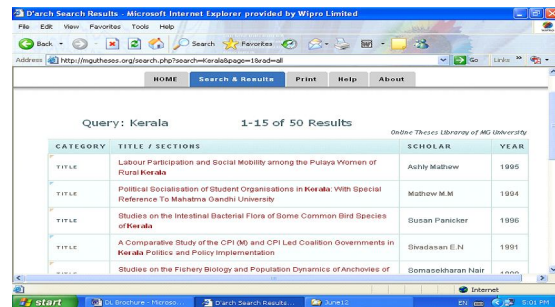 D'arch Search Results - Microsoft Internet Explorer provided by Wipro Limited
File Edit View Favorites Tools Help
Back Search Favorites
Address http://mgutheses.org/search.php?search=Kerala&page=1&rad=all Go Links
HOME Search & Results Print Help About
Query: Kerala 1-15 of 50 Results
Online Theses Library of MG University
CATEGORY TITLE / SECTIONS SCHOLAR YEAR
TITLE Labour Participation and Social Mobility among the Pulaya Women of Rural Kerala Ashly Mathew 1995
TITLE Political Socialisation of Student Organisations in Kerala: With Special Reference To Mahatma Gandhi University Mathew M.M 1994
TITLE Studies on the Intestinal Bacterial Flora of Some Common Bird Species of Kerala Susan Panicker 1996
TITLE A Comparative Study of the CPI (M) and CPI Led Coalition Governments in Kerala Politics and Policy Implementation Sivadasan E.N 1991
Studies on the Fishery Biology and Population Dynamics of Anchovies of Somasekharan Nair
Internet
start DL Brochure - Microso... D'arch Search Results... June12 EN 5:01 PM